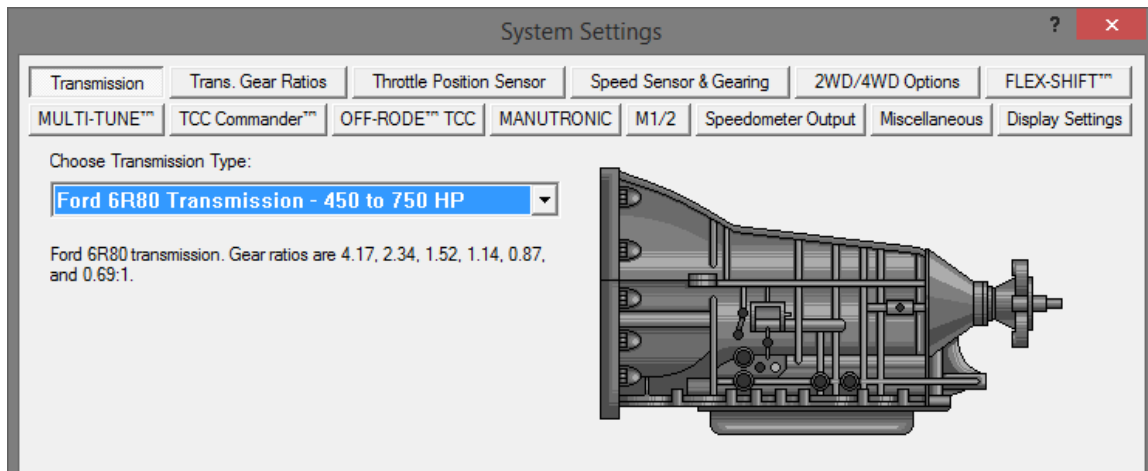 System Settings
?
Transmission
Trans. Gear Ratios
Throttle Position Sensor
Speed Sensor & Gearing
2WD/4WD Options
FLEX-SHIFT™
MULTI-TUNE™
TCC Commander™
OFF-RODE™ TCC
MANUTRONIC
M1/2
Speedometer Output
Miscellaneous
Display Settings
Choose Transmission Type:
Ford 6R80 Transmission - 450 to 750 HP
Ford 6R80 transmission. Gear ratios are 4.17, 2.34, 1.52, 1.14, 0.87,
and 0.69:1.